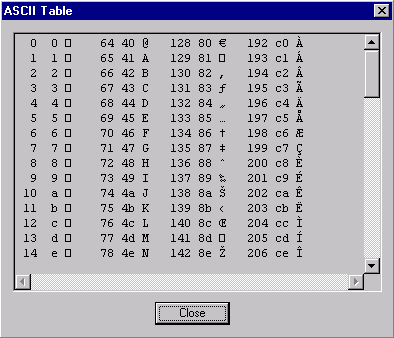 ASCII Table
0 0 □ 64 40 @ 128 80 € 192 c0 À
1 1 □ 65 41 A 129 81 □ 193 c1 Á
2 2 □ 66 42 B 130 82 ‚ 194 c2 Â
3 3 □ 67 43 C 131 83 ƒ 195 c3 Ã
4 4 □ 68 44 D 132 84 „ 196 c4 Ä
5 5 □ 69 45 E 133 85 … 197 c5 Å
6 6 □ 70 46 F 134 86 † 198 c6 Æ
7 7 □ 71 47 G 135 87 ‡ 199 c7 Ç
8 8 □ 72 48 H 136 88 ˆ 200 c8 È
9 9 □ 73 49 I 137 89 ‰ 201 c9 É
10 a □ 74 4a J 138 8a Š 202 ca Ê
11 b □ 75 4b K 139 8b ‹ 203 cb Ë
12 c □ 76 4c L 140 8c Œ 204 cc Ì
13 d □ 77 4d M 141 8d □ 205 cd Í
14 e □ 78 4e N 142 8e Ž 206 ce Î
Close